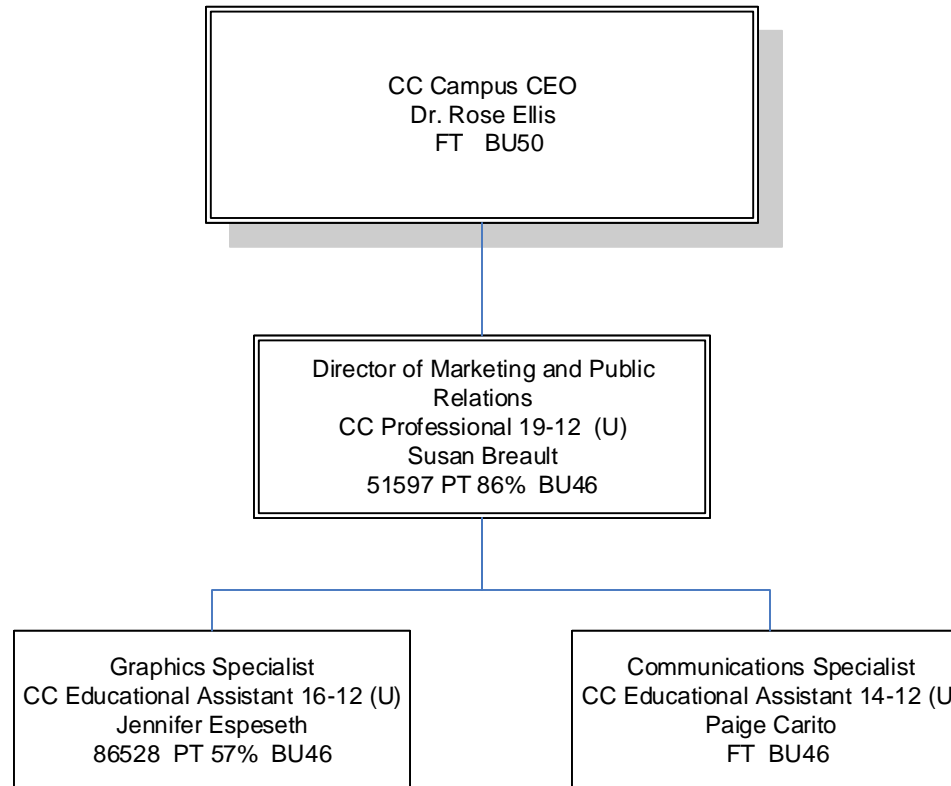 CC Campus CEO
Dr. Rose Ellis
FT BU50
Director of Marketing and Public
Relations
CC Professional 19-12 (U)
Susan Breault
51597 PT 86% BU46
Graphics Specialist
CC Educational Assistant 16-12 (U)
Jennifer Espeseth
86528 PT 57% BU46
Communications Specialist
CC Educational Assistant 14-12 (U
Paige Carito
FT BU46